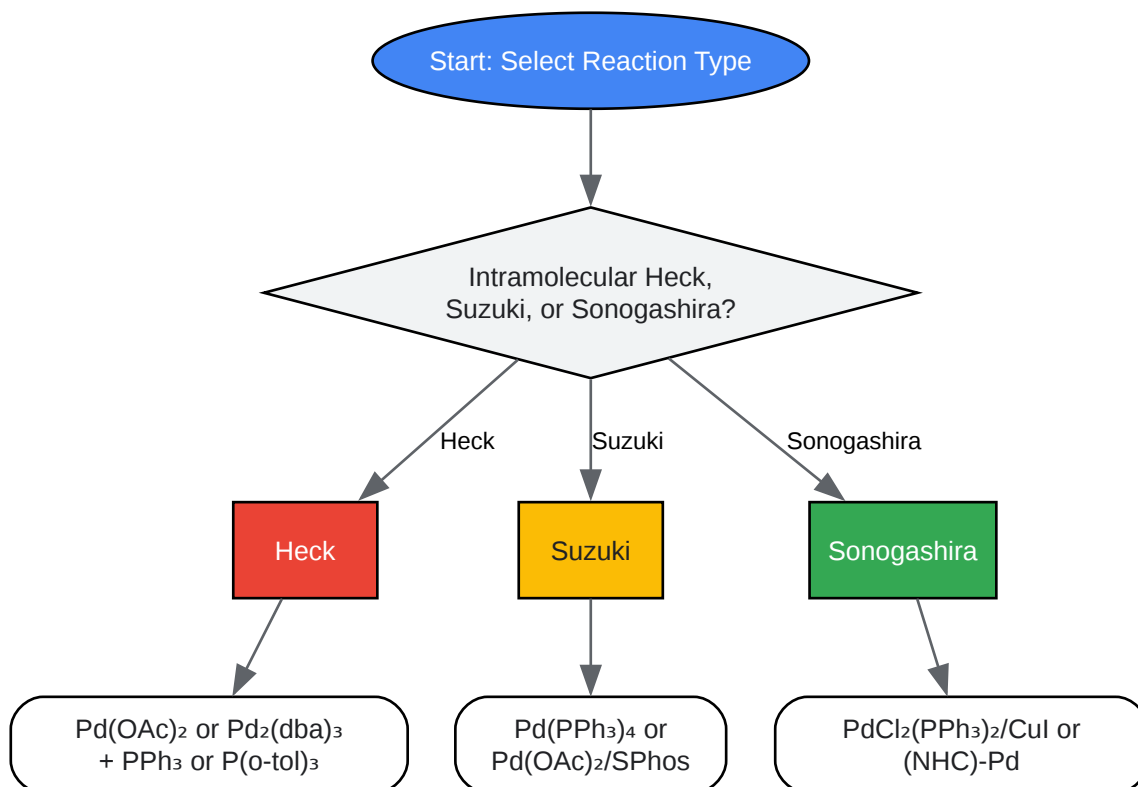 Start: Select Reaction Type
Intramolecular Heck,
Suzuki, or Sonogashira?
Heck
Suzuki
Sonogashira
Heck
Suzuki
Sonogashira
Pd(OAc)₂ or Pd₂(dba)₃
+ PPh₃ or P(o-tol)₃
Pd(PPh₃)₄ or
Pd(OAc)₂/SPhos
PdCl₂(PPh₃)₂/CuI or
(NHC)-Pd